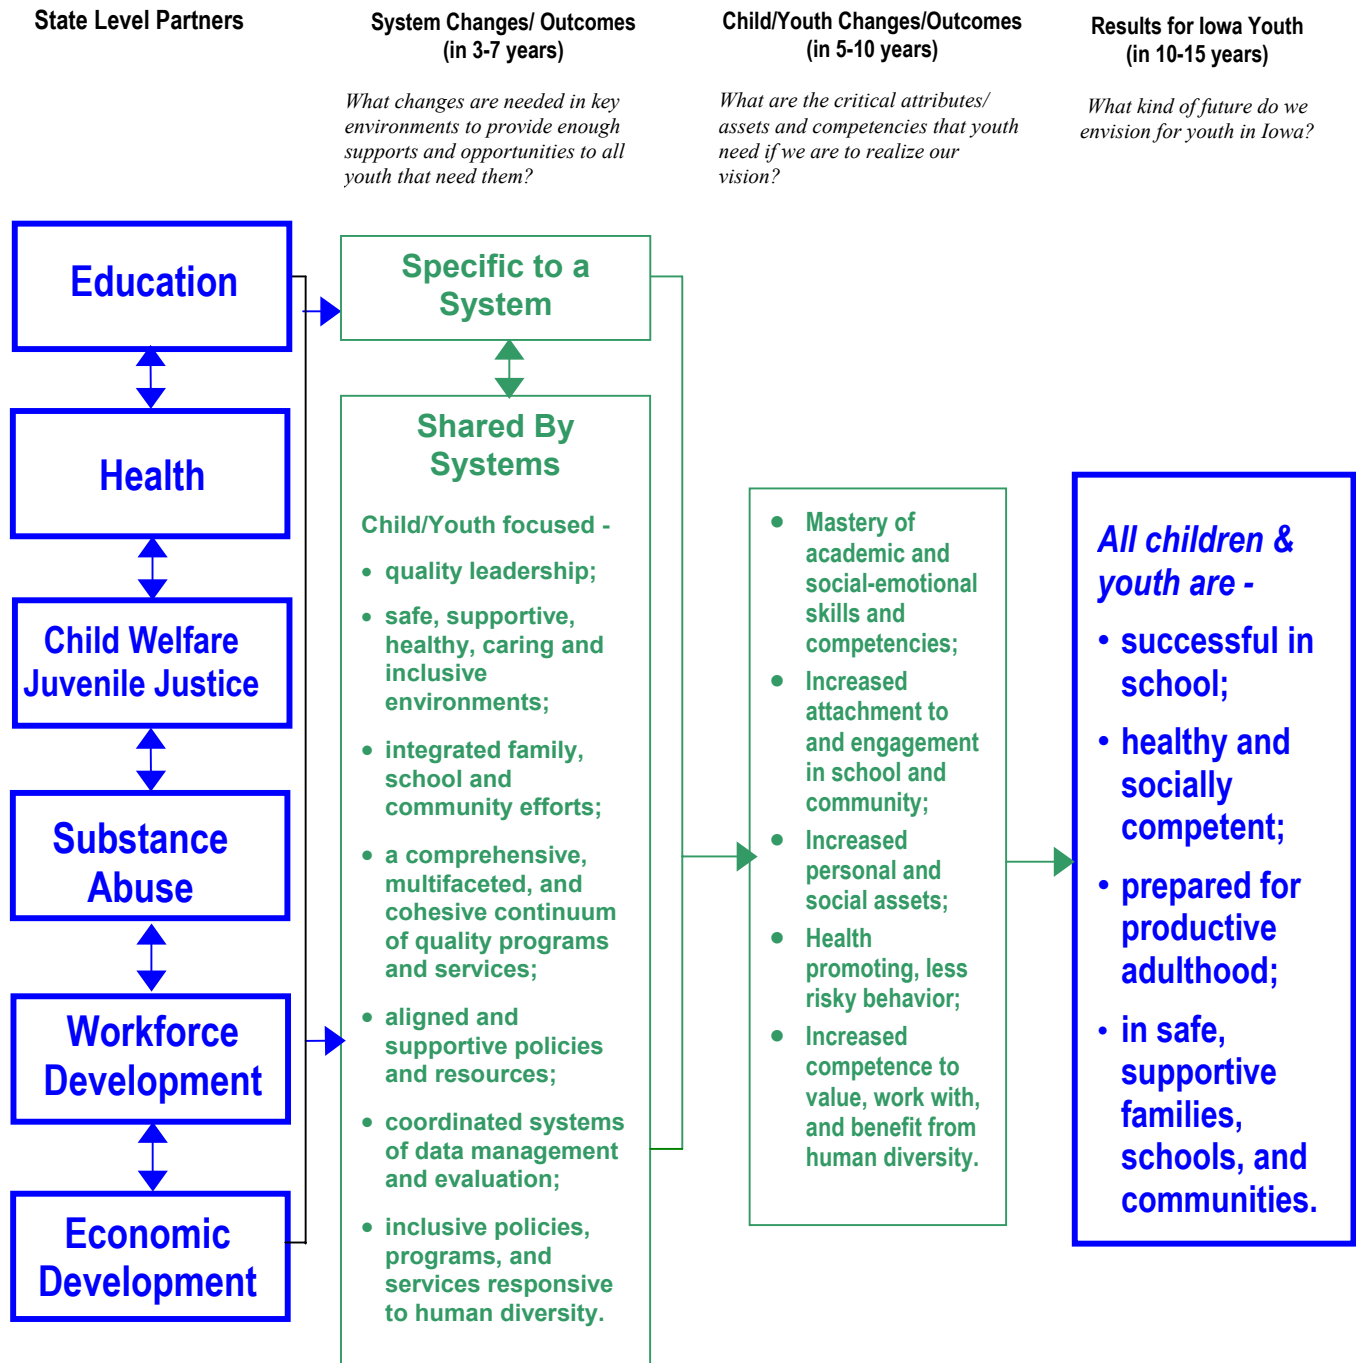 State Level Partners
System Changes/ Outcomes
(in 3-7 years)
What changes are needed in key
environments to provide enough
supports and opportunities to all
youth that need them?
Child/Youth Changes/Outcomes
(in 5-10 years)
What are the critical attributes/
assets and competencies that youth
need if we are to realize our
vision?
Results for Iowa Youth
(in 10-15 years)
What kind of future do we
envision for youth in Iowa?
Education
Health
Child Welfare
Juvenile Justice
Substance
Abuse
Workforce
Development
Economic
Development
Specific to a
System
Shared By
Systems
Child/Youth focused -
• quality leadership;
• safe, supportive,
healthy, caring and
inclusive
environments;
• integrated family,
school and
community efforts;
• a comprehensive,
multifaceted, and
cohesive continuum
of quality programs
and services;
• aligned and
supportive policies
and resources;
• coordinated systems
of data management
and evaluation;
• inclusive policies,
programs, and
services responsive
to human diversity.
• Mastery of
academic and
social-emotional
skills and
competencies;
• Increased
attachment to
and engagement
in school and
community;
• Increased
personal and
social assets;
• Health
promoting, less
risky behavior;
• Increased
competence to
value, work with,
and benefit from
human diversity.
All children &
youth are -
• successful in
school;
• healthy and
socially
competent;
• prepared for
productive
adulthood;
• in safe,
supportive
families,
schools, and
communities.